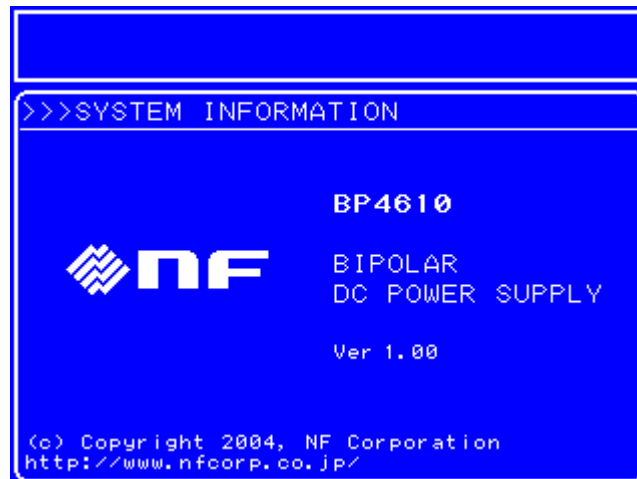 >>>SYSTEM INFORMATION
BP4610
nF
BIPOLAR
DC POWER SUPPLY
Ver 1.00
(c) Copyright 2004, NF Corporation
http://www.nfcorp.co.jp/